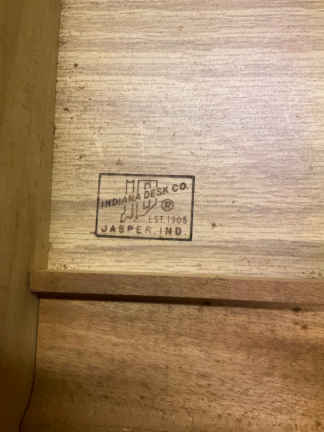 INDIANA DESK CO.
®
EST. 1905
JASPER, IND.